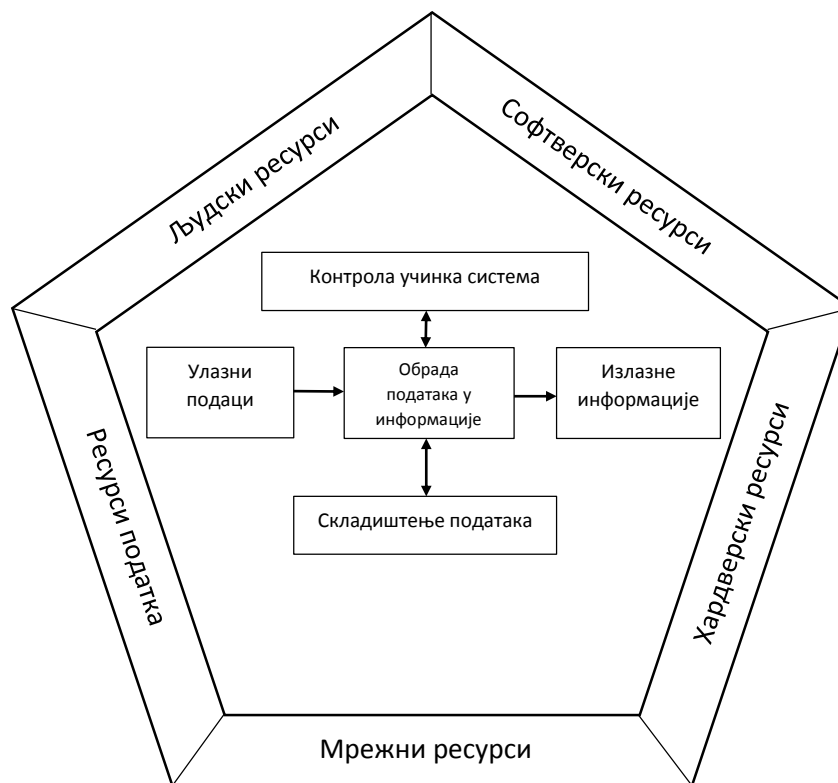 Људски ресурси
Софтверски ресурси
Контрола учинка система
Улазни
подаци
Обрада
података у
информације
Излазне
информације
Складиштење података
Ресурси податка
Хардверски ресурси
Мрежни ресурси